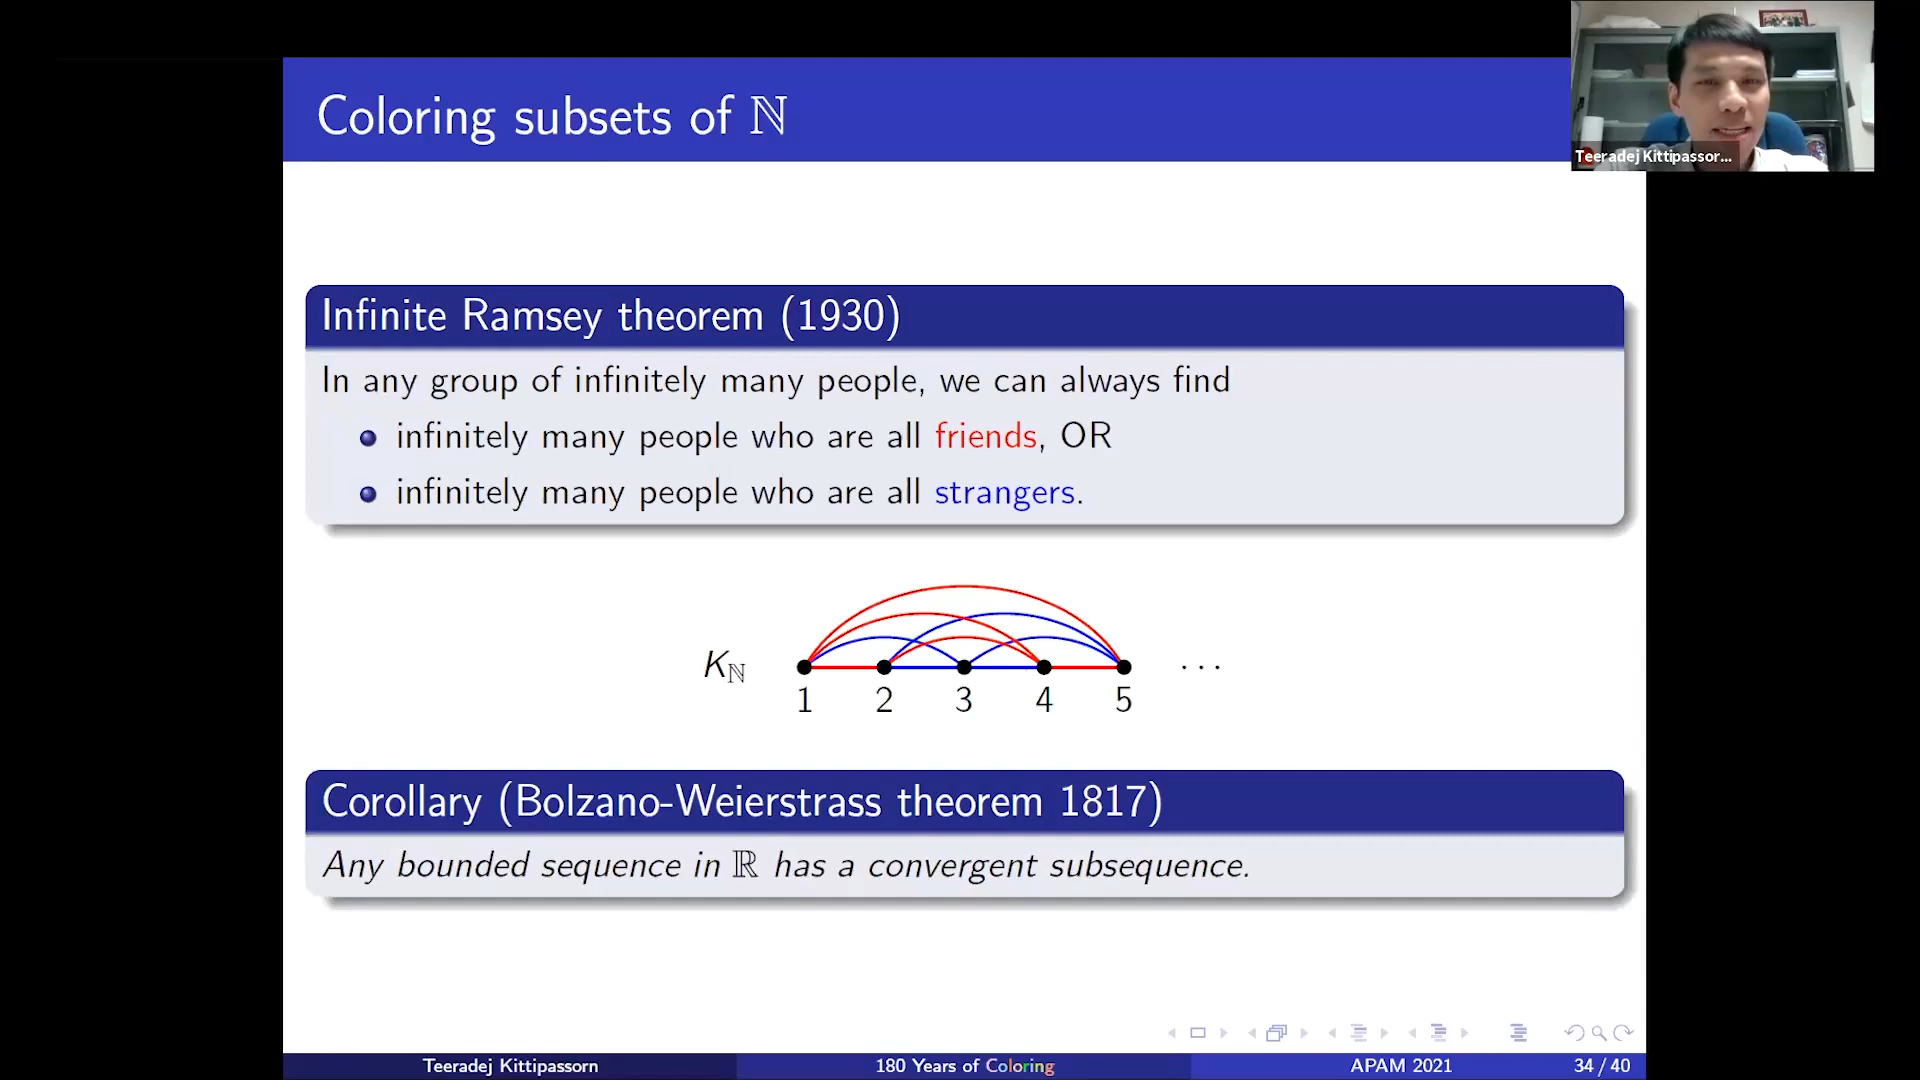 Coloring subsets of ℕ
Teeradej Kittipassor...
Infinite Ramsey theorem (1930)
In any group of infinitely many people, we can always find
infinitely many people who are all friends, OR
infinitely many people who are all strangers.
K_ℕ
1 2 3 4 5 ...
Corollary (Bolzano-Weierstrass theorem 1817)
Any bounded sequence in ℝ has a convergent subsequence.
Teeradej Kittipassorn 180 Years of Coloring APAM 2021 34 / 40